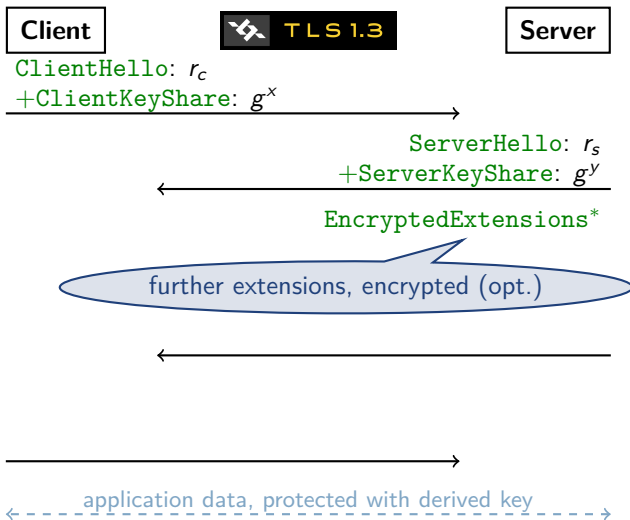 Client
TLS 1.3
Server
ClientHello: r_c
+ClientKeyShare: g^x
ServerHello: r_s
+ServerKeyShare: g^y
EncryptedExtensions*
further extensions, encrypted (opt.)
application data, protected with derived key